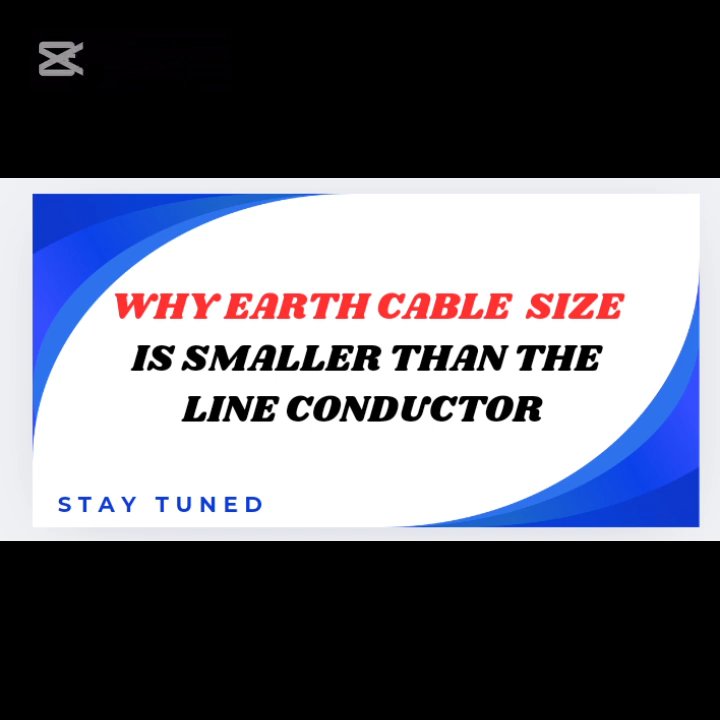 WHY EARTH CABLE SIZE
IS SMALLER THAN THE
LINE CONDUCTOR
STAY TUNED